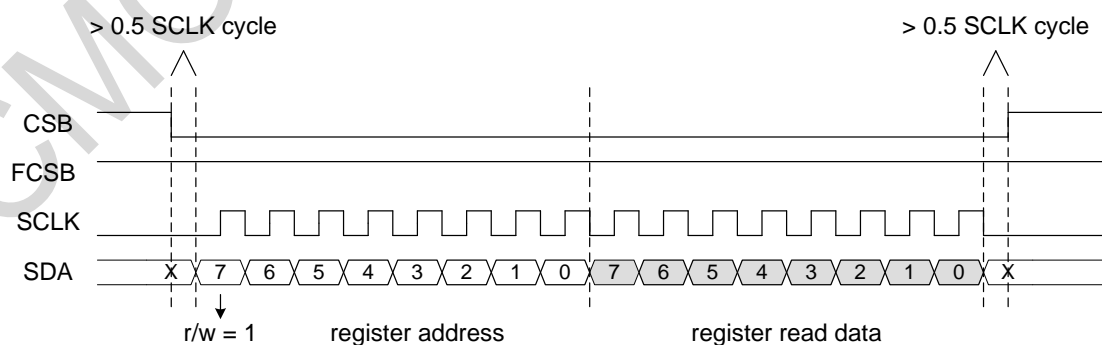 > 0.5 SCLK cycle > 0.5 SCLK cycle
CSB
FCSB
SCLK
SDA X 7 6 5 4 3 2 1 0 7 6 5 4 3 2 1 0 X
r/w = 1 register address register read data